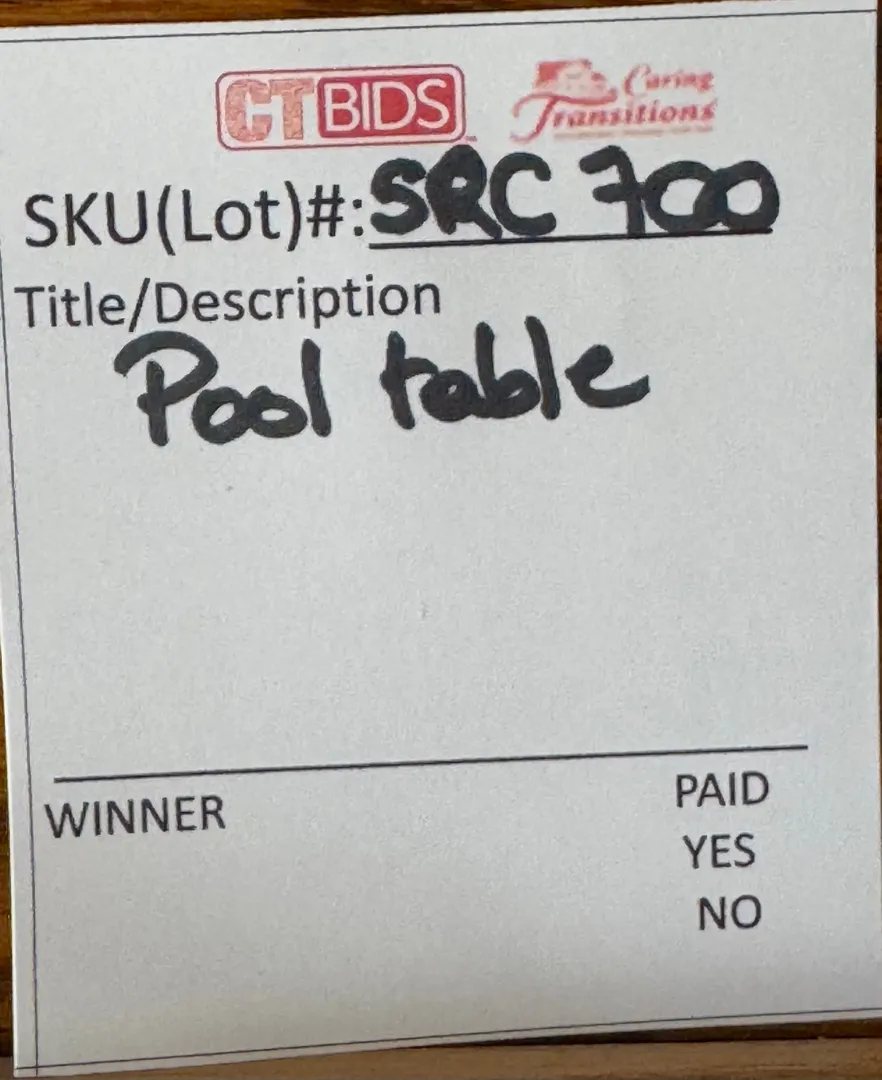 CTBIDS Caring
Transitions
SKU(Lot)#: SRC 700
Title/Description
Pool table
WINNER PAID
YES
NO